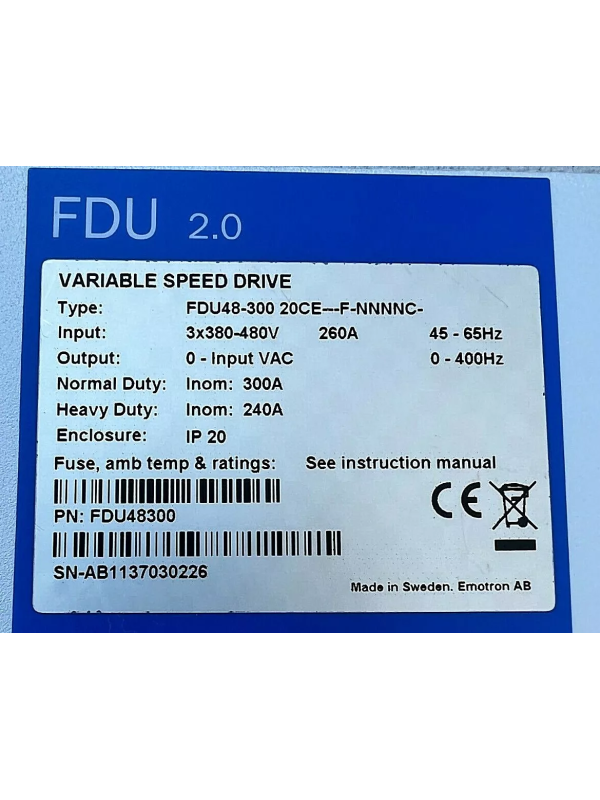 FDU 2.0
VARIABLE SPEED DRIVE
Type: FDU48-300 20CE---F-NNNNC-
Input: 3x380-480V 260A 45 - 65Hz
Output: 0 - Input VAC 0 - 400Hz
Normal Duty: Inom: 300A
Heavy Duty: Inom: 240A
Enclosure: IP 20
Fuse, amb temp & ratings: See instruction manual
CE
PN: FDU48300
SN-AB1137030226
Made in Sweden. Emotron AB